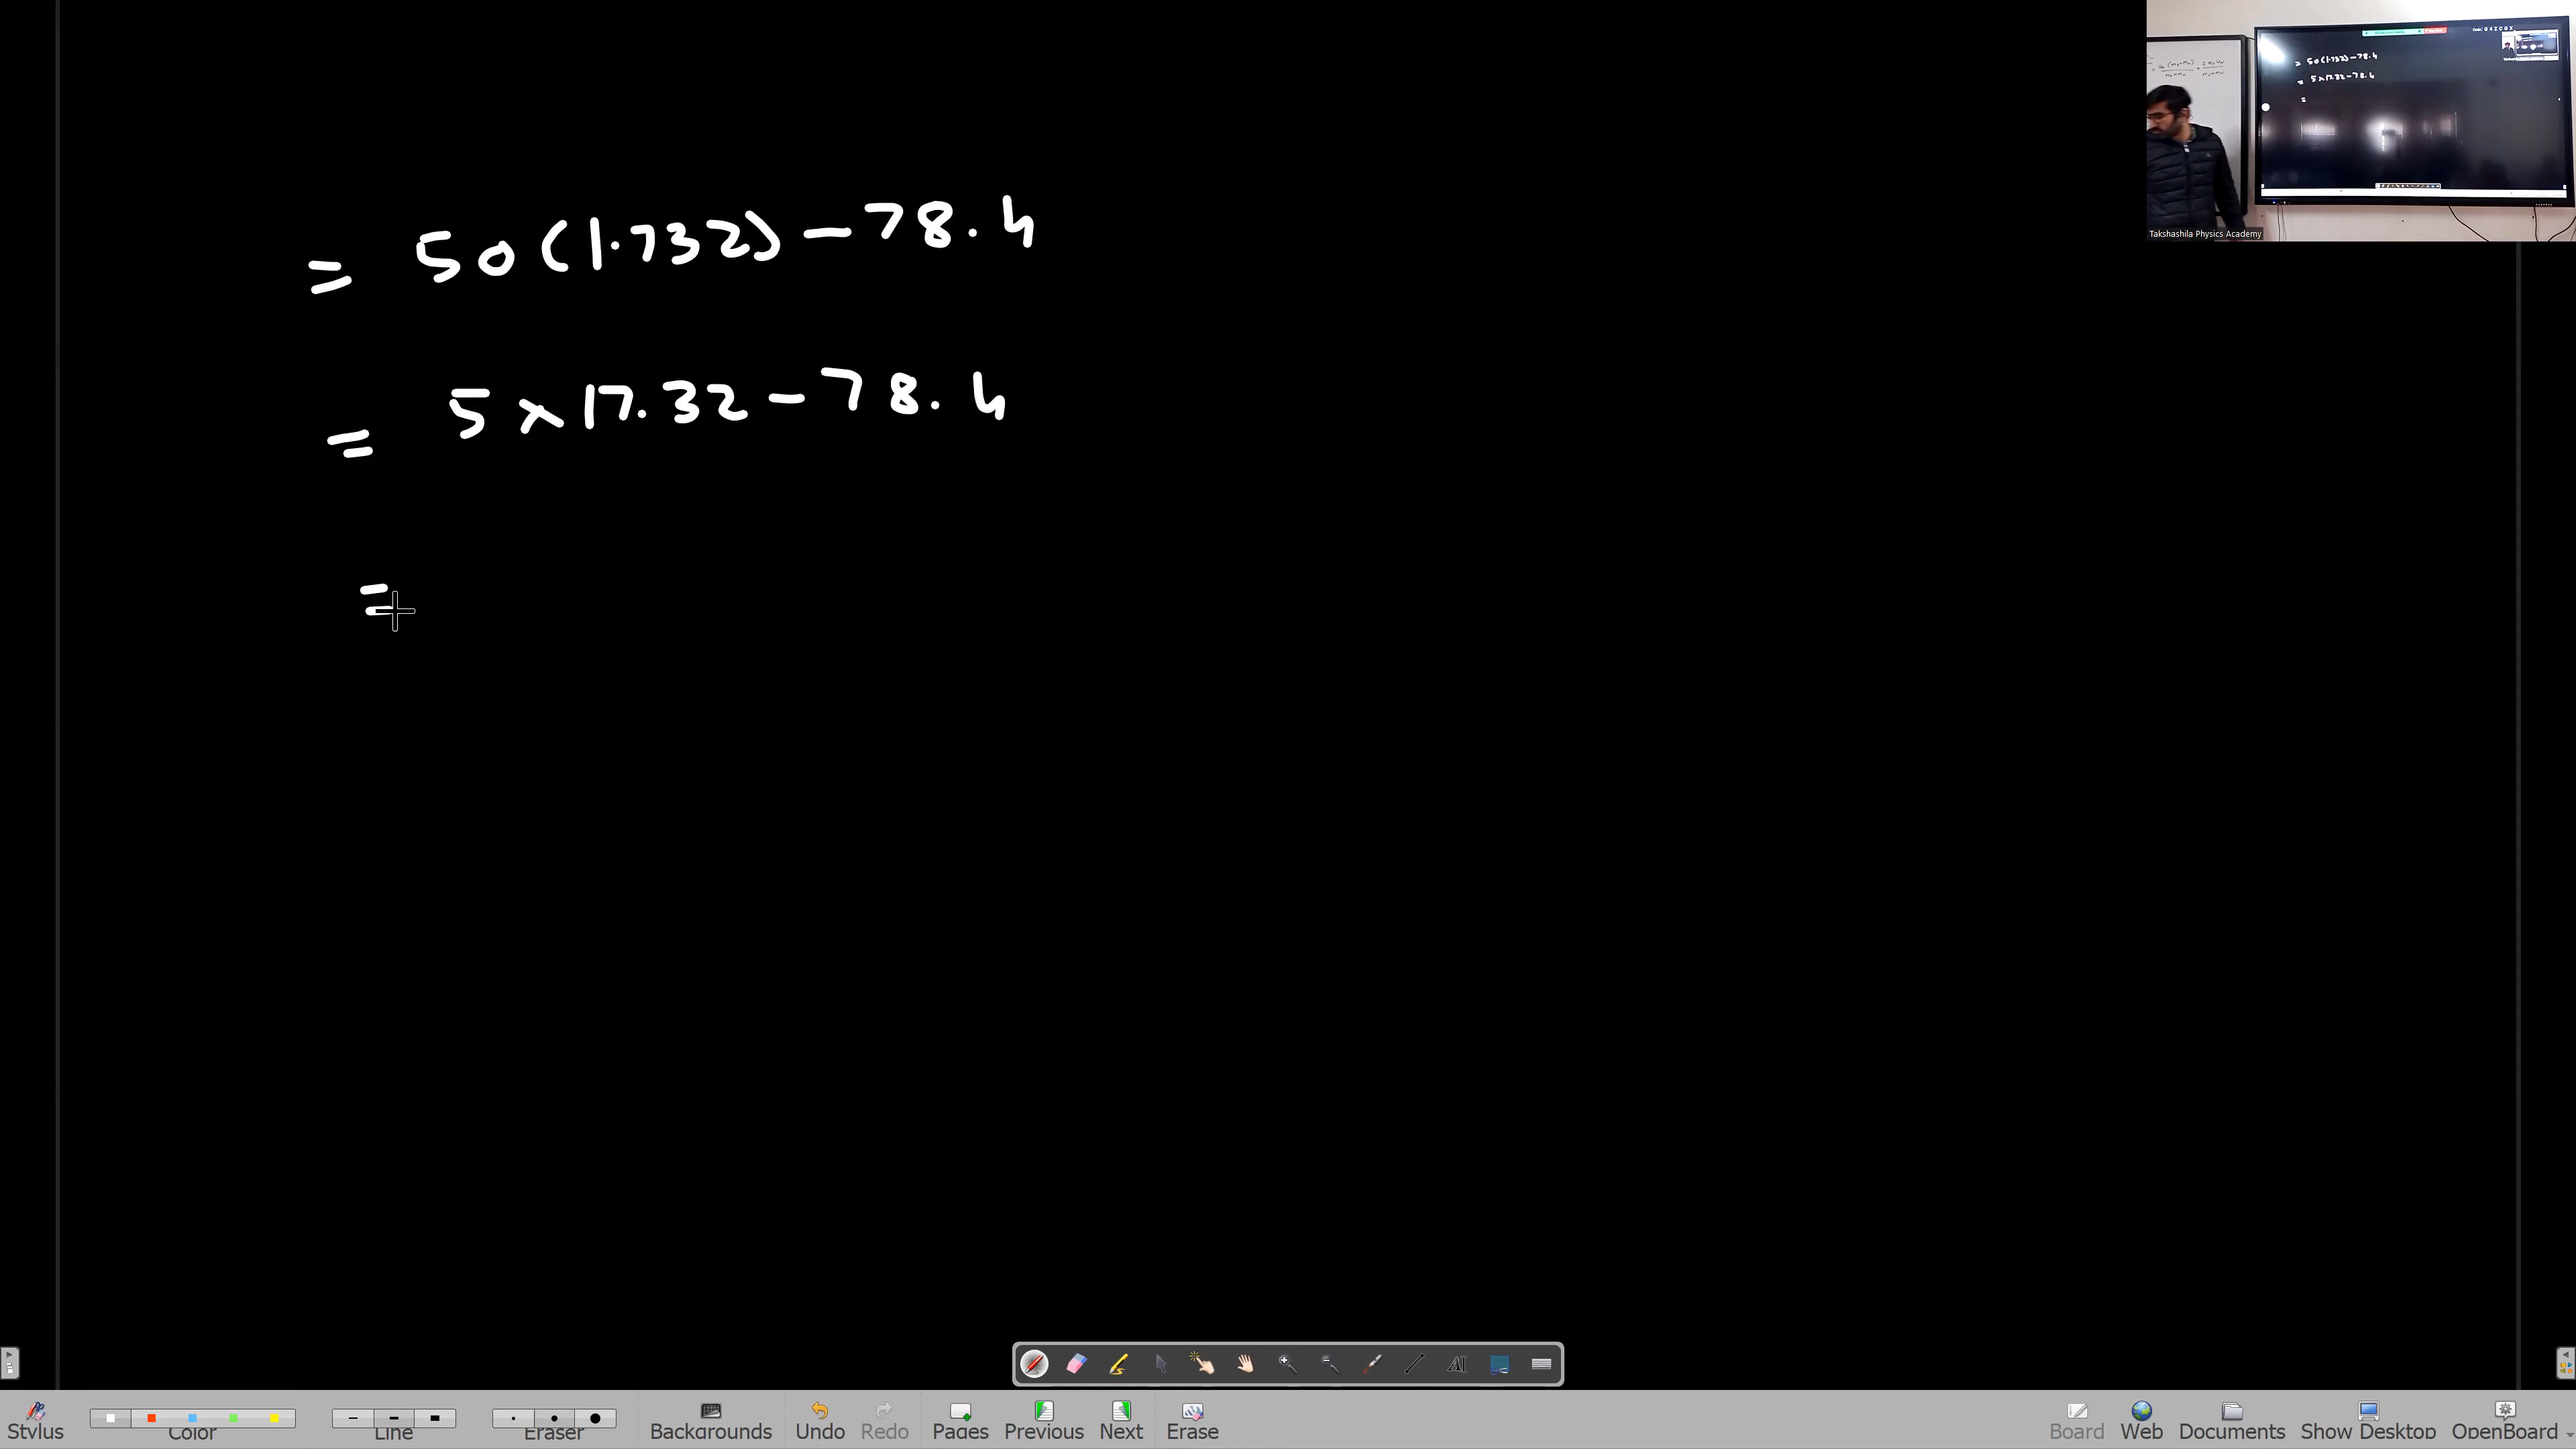 = 50(1.732) - 78.4
= 5 × 17.32 - 78.4
=
Takshashila Physics Academy
Stylus Color Line Eraser Backgrounds Undo Redo Pages Previous Next Erase Board Web Documents Show Desktop OpenBoard